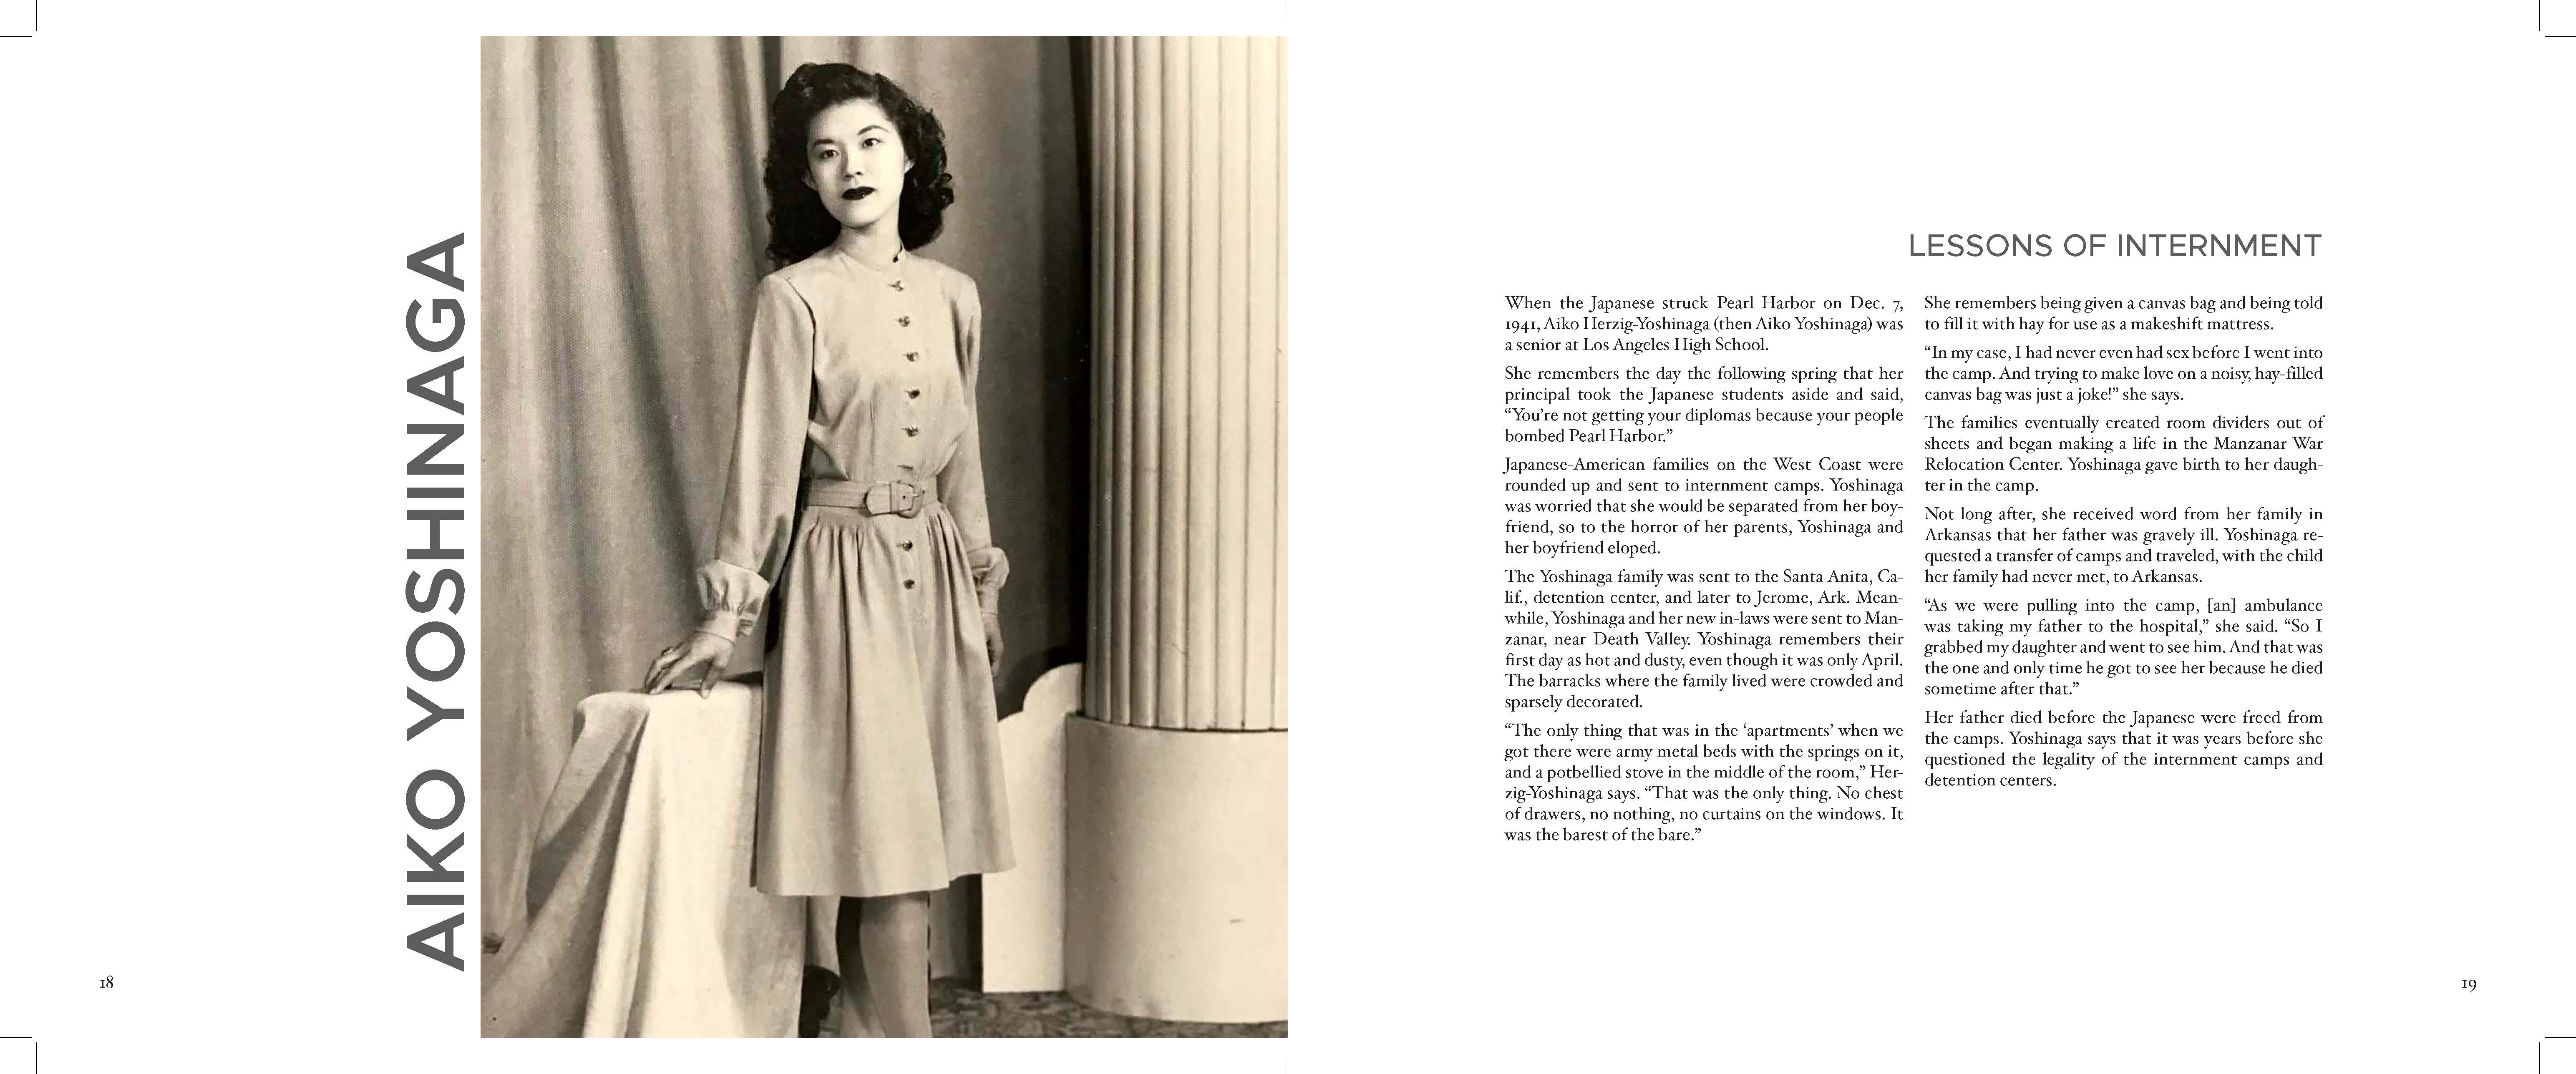 AIKO YOSHINAGA
18
LESSONS OF INTERNMENT
When the Japanese struck Pearl Harbor on Dec. 7,
1941, Aiko Herzig-Yoshinaga (then Aiko Yoshinaga) was
a senior at Los Angeles High School.
She remembers the day the following spring that her
principal took the Japanese students aside and said,
“You’re not getting your diplomas because your people
bombed Pearl Harbor.”
Japanese-American families on the West Coast were
rounded up and sent to internment camps. Yoshinaga
was worried that she would be separated from her boy-
friend, so to the horror of her parents, Yoshinaga and
her boyfriend eloped.
The Yoshinaga family was sent to the Santa Anita, Ca-
lif., detention center, and later to Jerome, Ark. Mean-
while, Yoshinaga and her new in-laws were sent to Man-
zanar, near Death Valley. Yoshinaga remembers their
first day as hot and dusty, even though it was only April.
The barracks where the family lived were crowded and
sparsely decorated.
“The only thing that was in the ‘apartments’ when we
got there were army metal beds with the springs on it,
and a potbellied stove in the middle of the room,” Her-
zig-Yoshinaga says. “That was the only thing. No chest
of drawers, no nothing, no curtains on the windows. It
was the barest of the bare.”
She remembers being given a canvas bag and being told
to fill it with hay for use as a makeshift mattress.
“In my case, I had never even had sex before I went into
the camp. And trying to make love on a noisy, hay-filled
canvas bag was just a joke!” she says.
The families eventually created room dividers out of
sheets and began making a life in the Manzanar War
Relocation Center. Yoshinaga gave birth to her daugh-
ter in the camp.
Not long after, she received word from her family in
Arkansas that her father was gravely ill. Yoshinaga re-
quested a transfer of camps and traveled, with the child
her family had never met, to Arkansas.
“As we were pulling into the camp, [an] ambulance
was taking my father to the hospital,” she said. “So I
grabbed my daughter and went to see him. And that was
the one and only time he got to see her because he died
sometime after that.”
Her father died before the Japanese were freed from
the camps. Yoshinaga says that it was years before she
questioned the legality of the internment camps and
detention centers.
19